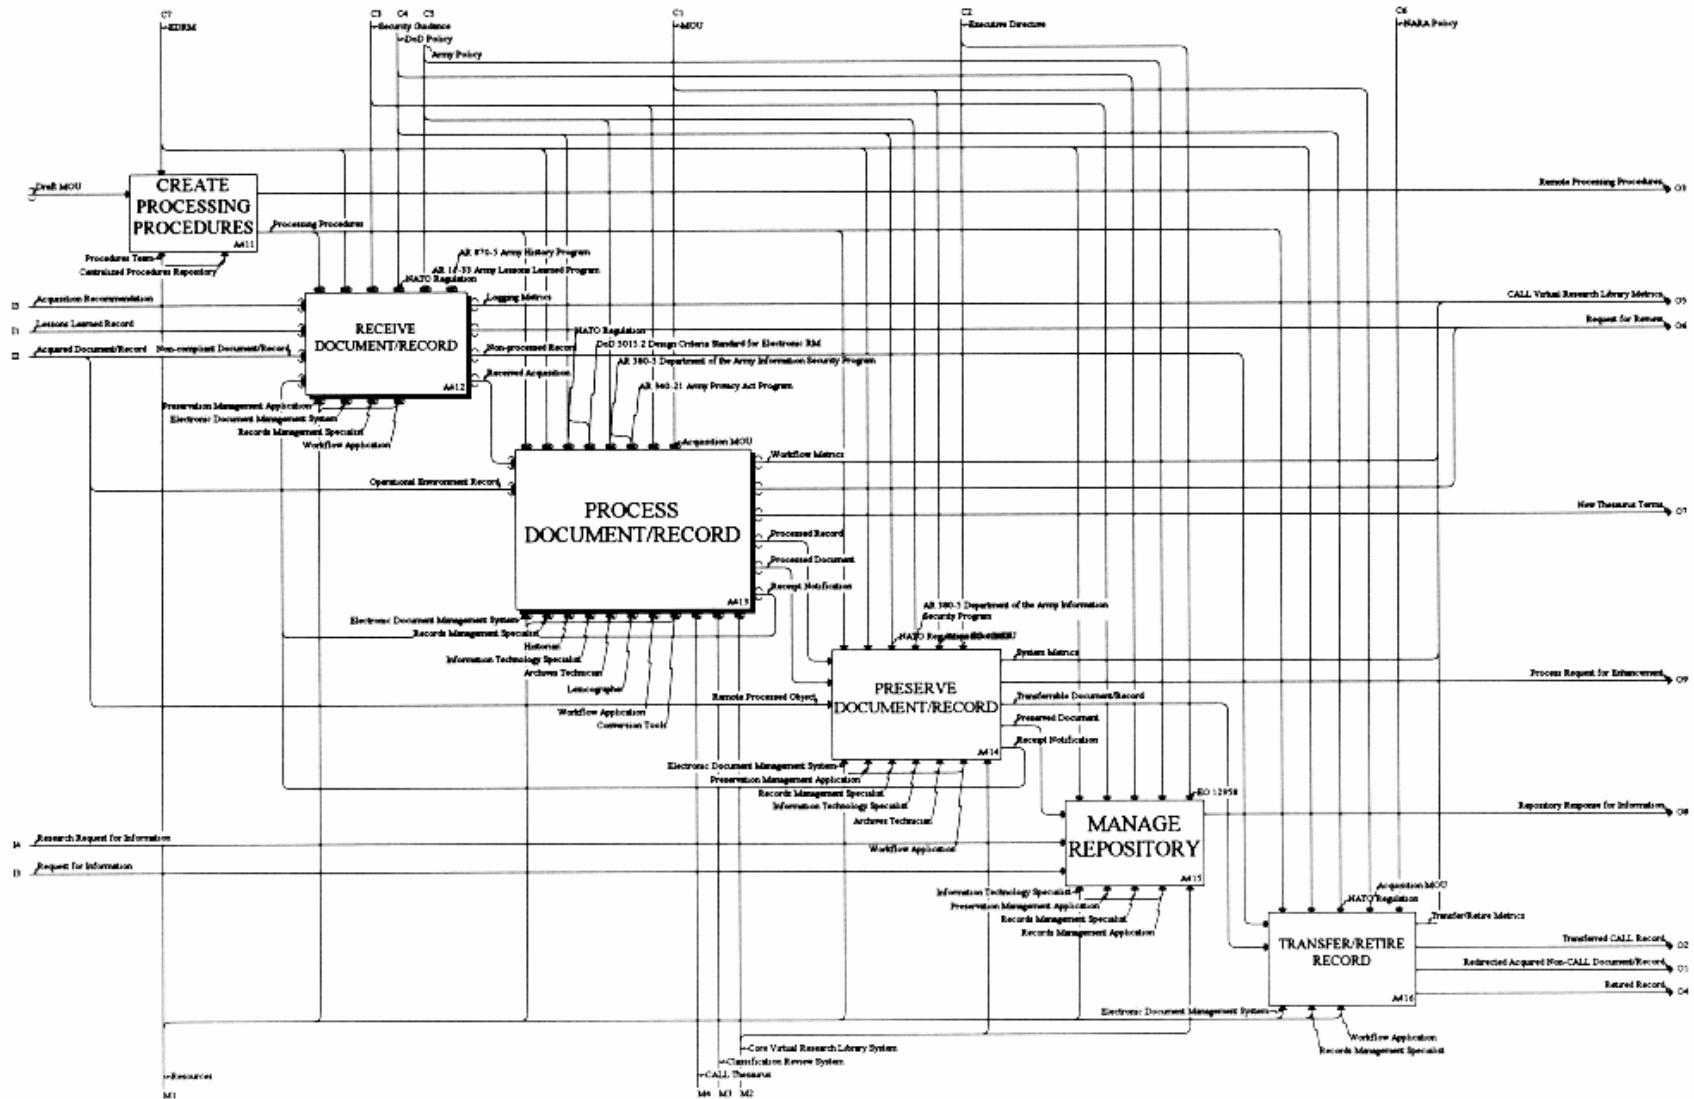 C7
C3
C4
C5
C1
C2
C6
EDRM
Security Guidance
MOU
Executive Directive
NARA Policy
DoD Policy
Army Policy
Draft MOU
CREATE
PROCESSING
PROCEDURES
A411
Remote Processing Procedures
Processing Procedures
Procedures Team
Centralized Procedures Repository
AR 870-5 Army History Program
AR 11-33 Army Lessons Learned Program
NATO Regulation
Acquisition Recommendation
Logging Metrics
CALL Virtual Research Library Metrics
O5
I1
Lessons Learned Record
RECEIVE
DOCUMENT/RECORD
A412
Request for Review
O6
I2
Acquired Document/Record
Non-compliant Document/Record
Non-processed Record
Received Acquisition
NATO Regulation
DoD 5015.2 Design Criteria Standard for Electronic RM
AR 380-5 Department of the Army Information Security Program
AR 340-21 Army Privacy Act Program
Preservation Management Application
Electronic Document Management System
Records Management Specialist
Workflow Application
Acquisition MOU
Workflow Metrics
Operational Environment Record
PROCESS
DOCUMENT/RECORD
A413
New Thesaurus Terms
O7
Processed Record
Processed Document
Receipt Notification
Electronic Document Management System
Records Management Specialist
Historian
Information Technology Specialist
Archives Technician
Lexicographer
Workflow Application
Conversion Tools
AR 380-5 Department of the Army Information
Security Program
NATO Regulation
System Metrics
Process Request for Enhancement
O9
Remote Processed Object
PRESERVE
DOCUMENT/RECORD
A414
Transferrable Document/Record
Preserved Document
Receipt Notification
Electronic Document Management System
Preservation Management Application
Records Management Specialist
Information Technology Specialist
Archives Technician
Workflow Application
EO 12958
Repository Response for Information
O8
I4
Research Request for Information
Request for Information
MANAGE
REPOSITORY
A415
Information Technology Specialist
Preservation Management Application
Records Management Specialist
Records Management Application
Acquisition MOU
NATO Regulation
Transfer/Retire Metrics
TRANSFER/RETIRE
RECORD
A416
Transferred CALL Record
O2
Redirected Acquired Non-CALL Document/Record
O1
Retired Record
O4
Electronic Document Management System
Workflow Application
Records Management Specialist
Core Virtual Research Library System
Classification Review System
CALL Thesaurus
Resources
M1
M4
M3
M2